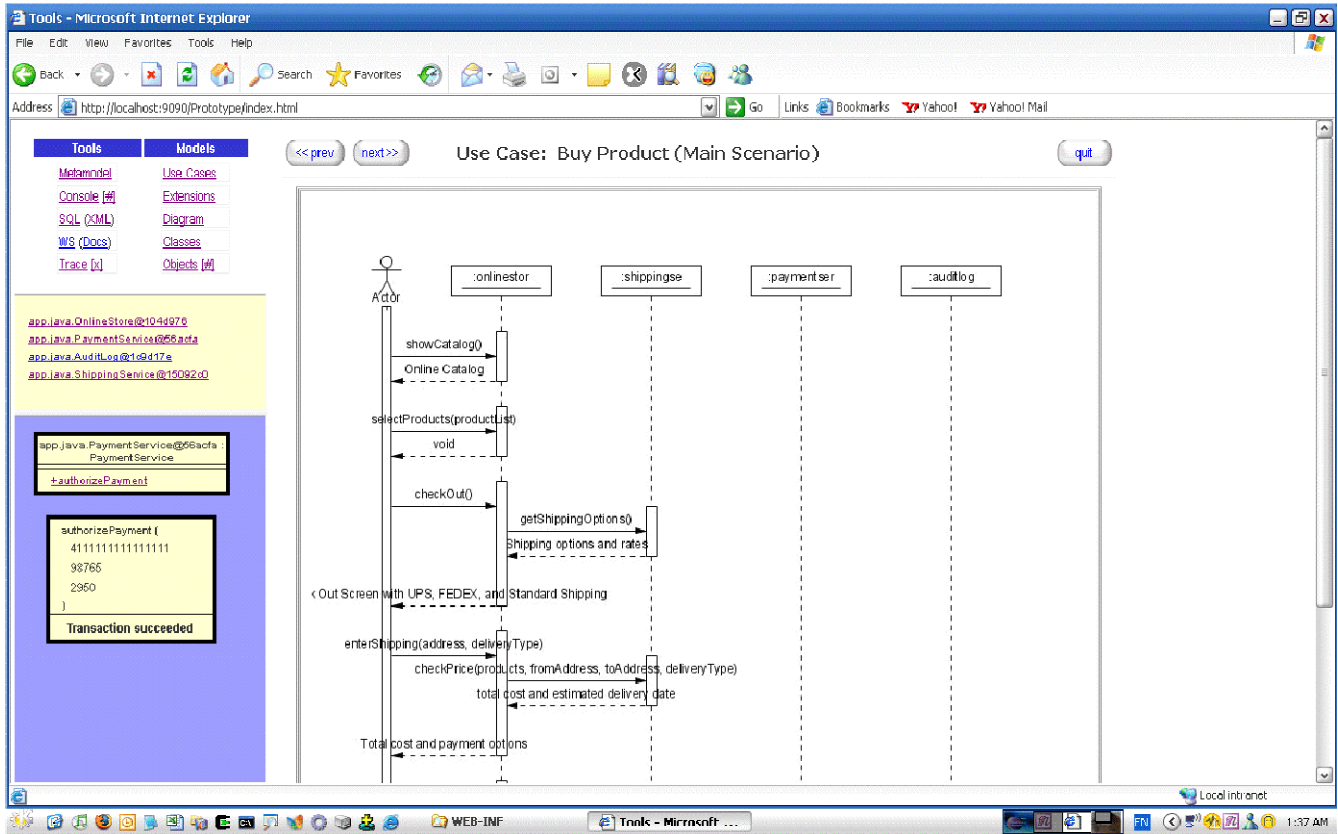 Tools - Microsoft Internet Explorer
File Edit View Favorites Tools Help
Back Search Favorites
Address http://localhost:9090/Prototype/index.html Go Links Bookmarks Yahoo! Yahoo! Mail
Tools Models
Metamodel Use Cases
Console [#] Extensions
SQL (XML) Diagram
WS (Docs) Classes
Trace [x] Objects [#]
app.java.OnlineStore@104d976
app.java.PaymentService@56acfa
app.java.AuditLog@1c9d17e
app.java.ShippingService@15092c0
app.java.PaymentService@56acfa :
PaymentService
+authorizePayment
authorizePayment (
4111111111111111
98765
2950
)
Transaction succeeded
<< prev next>> Use Case: Buy Product (Main Scenario) quit
Actor :onlinestor :shippingse :paymentser :auditlog
showCatalog()
Online Catalog
selectProducts(productList)
void
checkOut()
getShippingOptions()
Shipping options and rates
‹ Out Screen with UPS, FEDEX, and Standard Shipping
enterShipping(address, deliveryType)
checkPrice(products, fromAddress, toAddress, deliveryType)
total cost and estimated delivery date
Total cost and payment options
Local intranet
WEB-INF Tools - Microsoft ... EN 1:37 AM